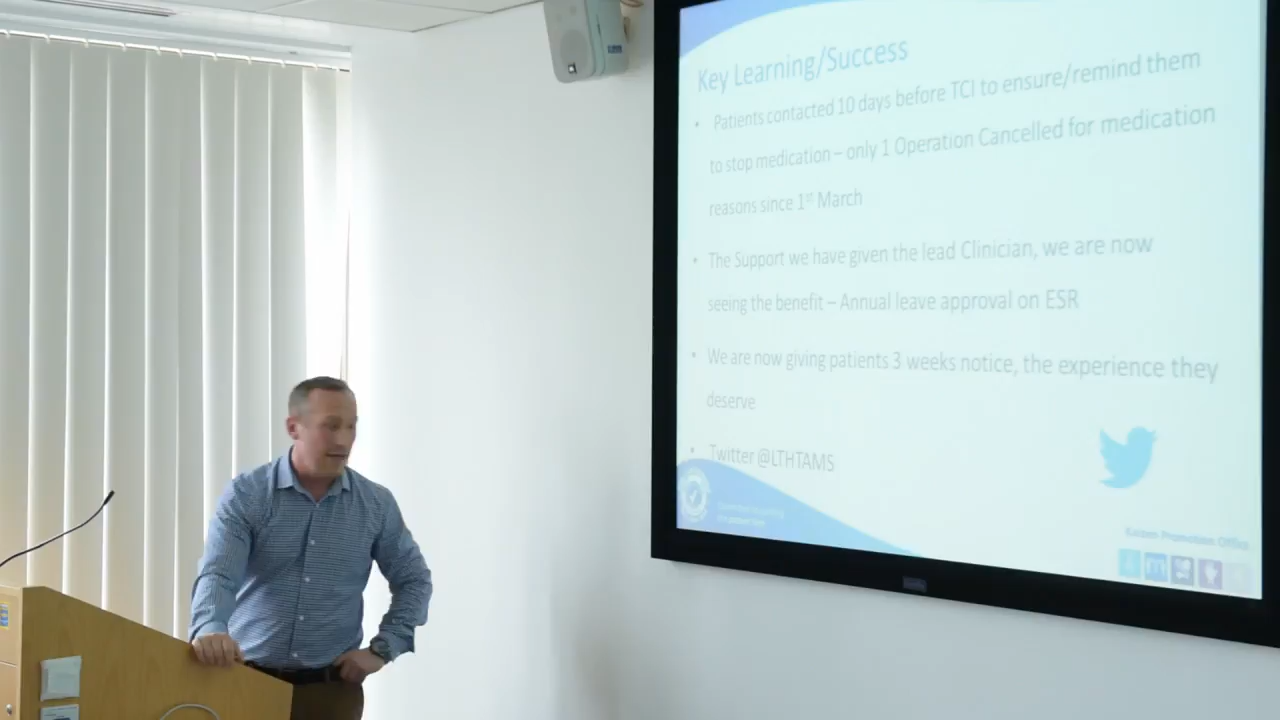 Key Learning/Success
• Patients contacted 10 days before TCI to ensure/remind them
to stop medication – only 1 Operation Cancelled for medication
reasons since 1st March
• The Support we have given the lead Clinician, we are now
seeing the benefit – Annual leave approval on ESR
• We are now giving patients 3 weeks notice, the experience they
deserve
• Twitter @LTHTAMS
Kaizen Promotion Office